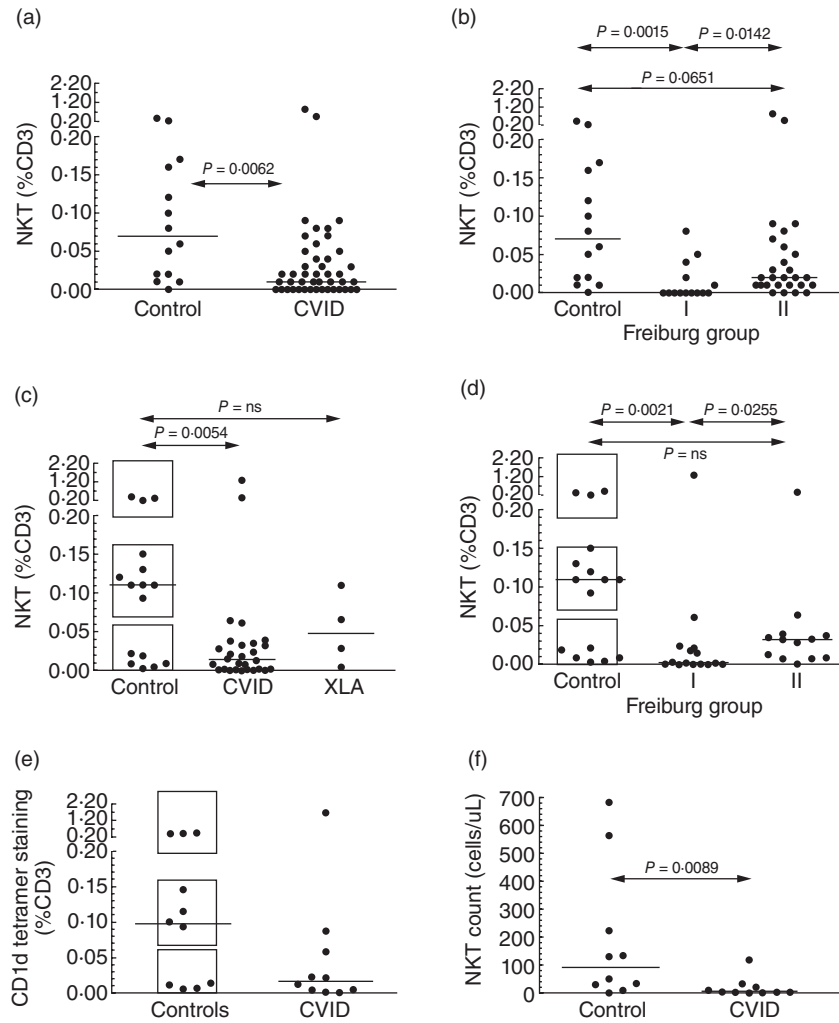 (a)
P = 0·0062
NKT (%CD3)
2·20
1·20
0·20
0·20
0·15
0·10
0·05
0·00
Control CVID
(b)
P = 0·0015 P = 0·0142
P = 0·0651
NKT (%CD3)
2·20
1·20
0·20
0·20
0·15
0·10
0·05
0·00
Control I II
Freiburg group
(c)
P = ns
P = 0·0054
NKT (%CD3)
2·20
1·20
0·20
0·20
0·15
0·10
0·05
0·00
Control CVID XLA
(d)
P = 0·0021 P = 0·0255
P = ns
NKT (%CD3)
2·20
1·20
0·20
0·20
0·15
0·10
0·05
0·00
Control I II
Freiburg group
(e)
CD1d tetramer staining
(%CD3)
2·20
1·20
0·20
0·20
0·15
0·10
0·05
0·00
Controls CVID
(f)
P = 0·0089
NKT count (cells/uL)
700
600
500
400
300
200
100
0
Control CVID